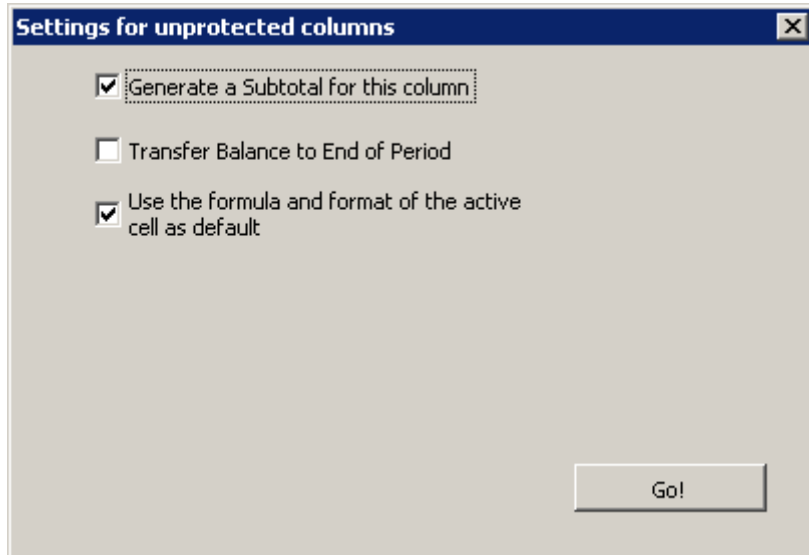 Settings for unprotected columns
Generate a Subtotal for this column
Transfer Balance to End of Period
Use the formula and format of the active
cell as default
Go!